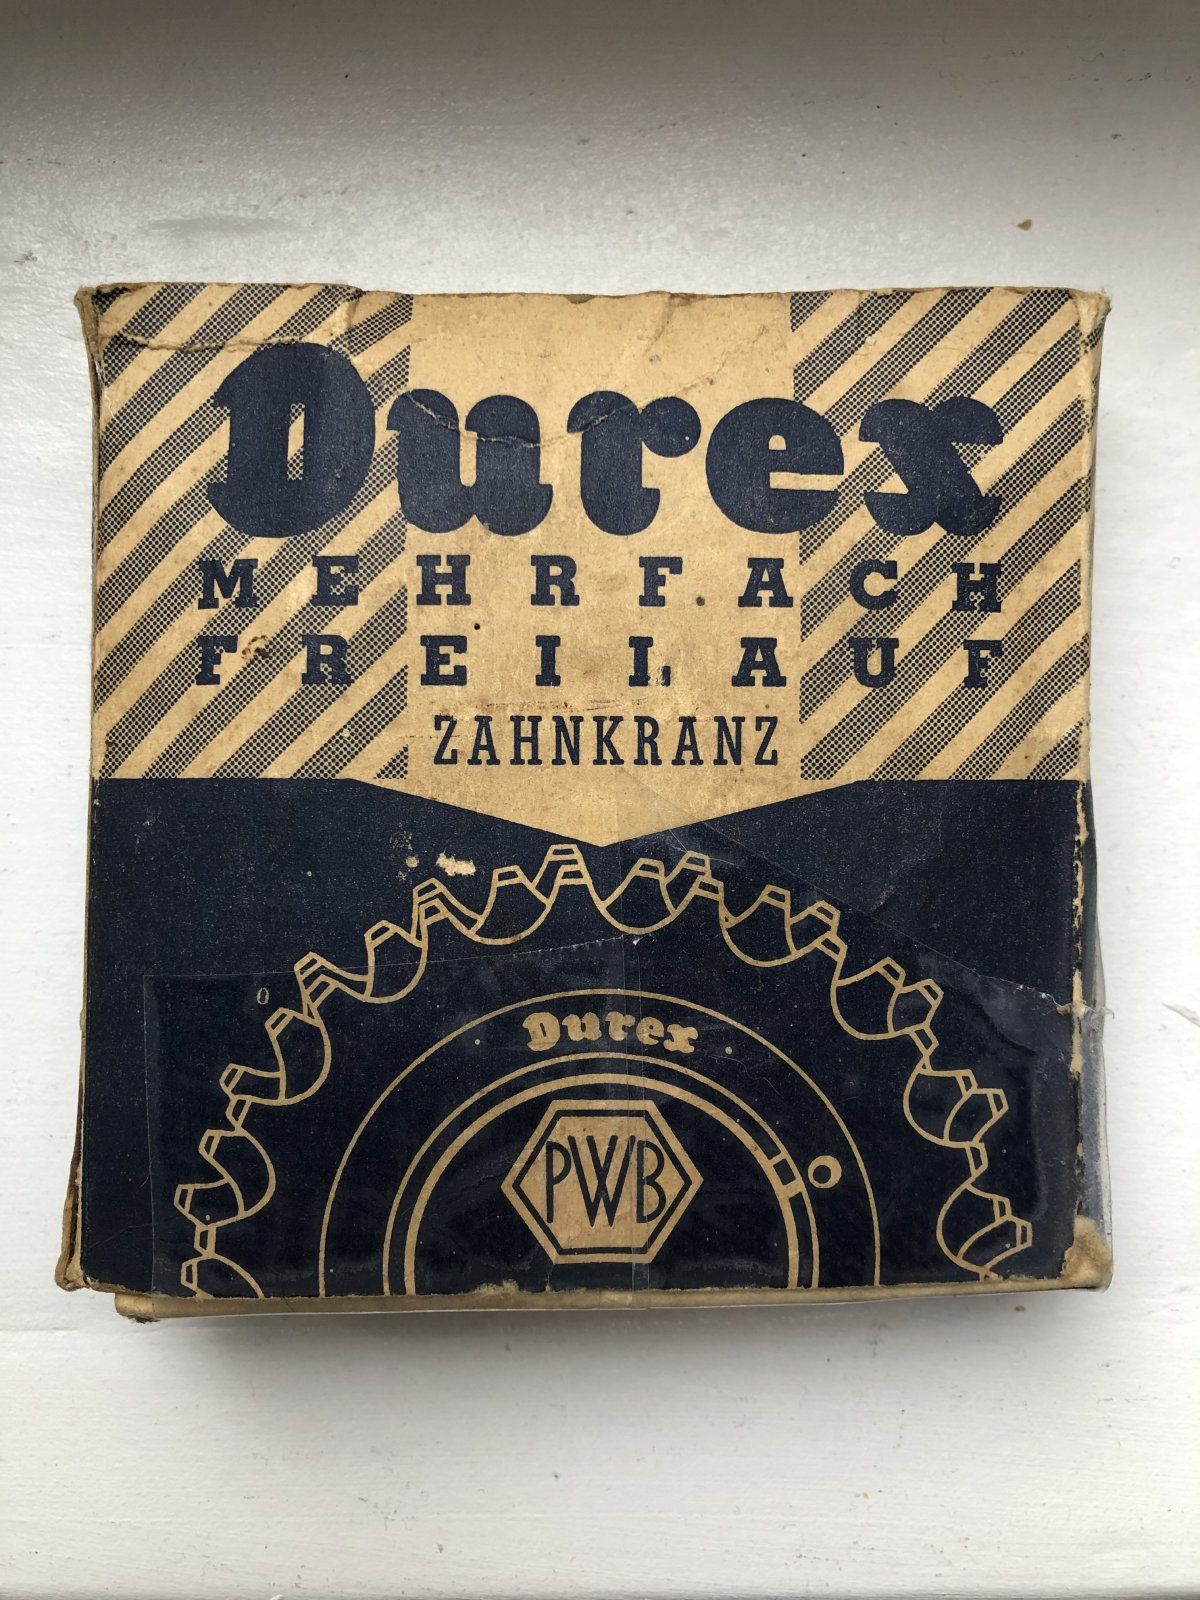 Durex
MEHRFACH
FREILAUF
ZAHNKRANZ
Durex
PWB